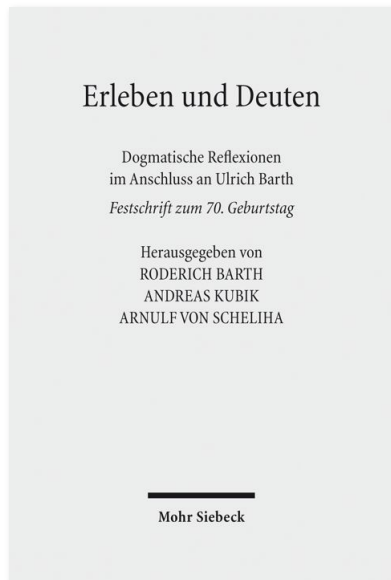 Erleben und Deuten
Dogmatische Reflexionen
im Anschluss an Ulrich Barth
Festschrift zum 70. Geburtstag
Herausgegeben von
RODERICH BARTH
ANDREAS KUBIK
ARNULF VON SCHELIHA
Mohr Siebeck